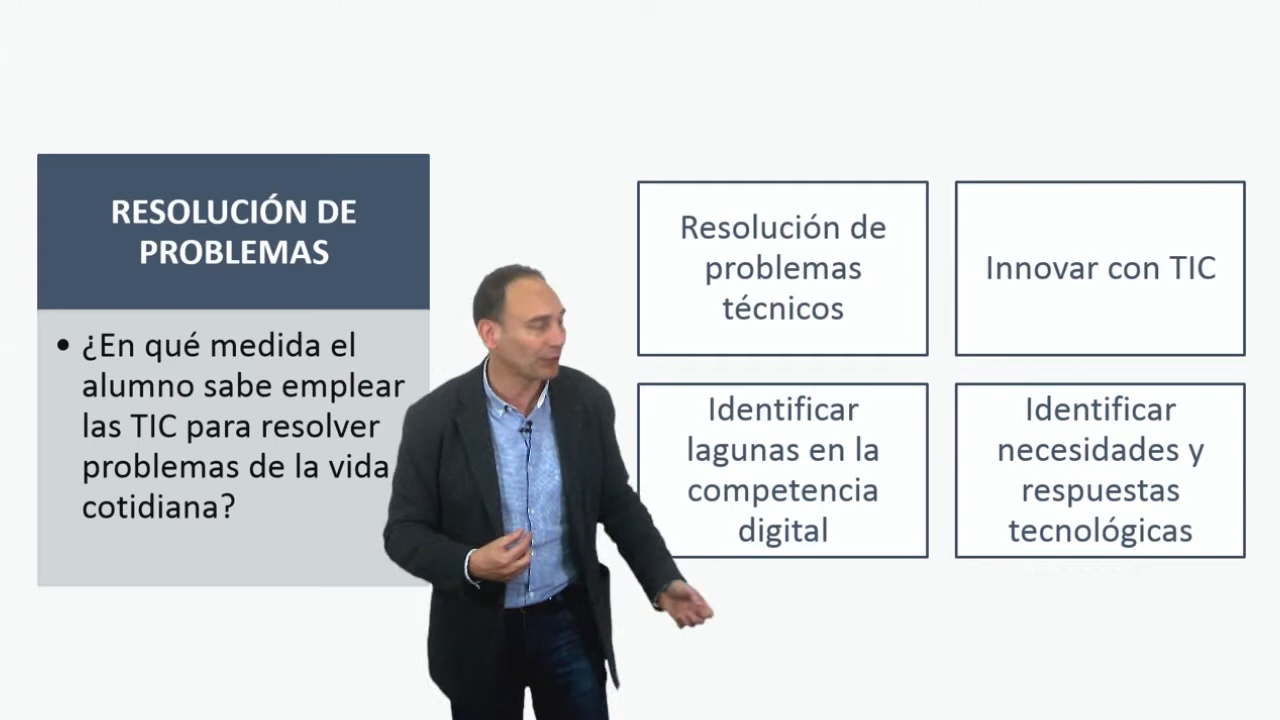 RESOLUCIÓN DE
PROBLEMAS
• ¿En qué medida el
alumno sabe emplear
las TIC para resolver
problemas de la vida
cotidiana?
Resolución de
problemas
técnicos
Innovar con TIC
Identificar
lagunas en la
competencia
digital
Identificar
necesidades y
respuestas
tecnológicas